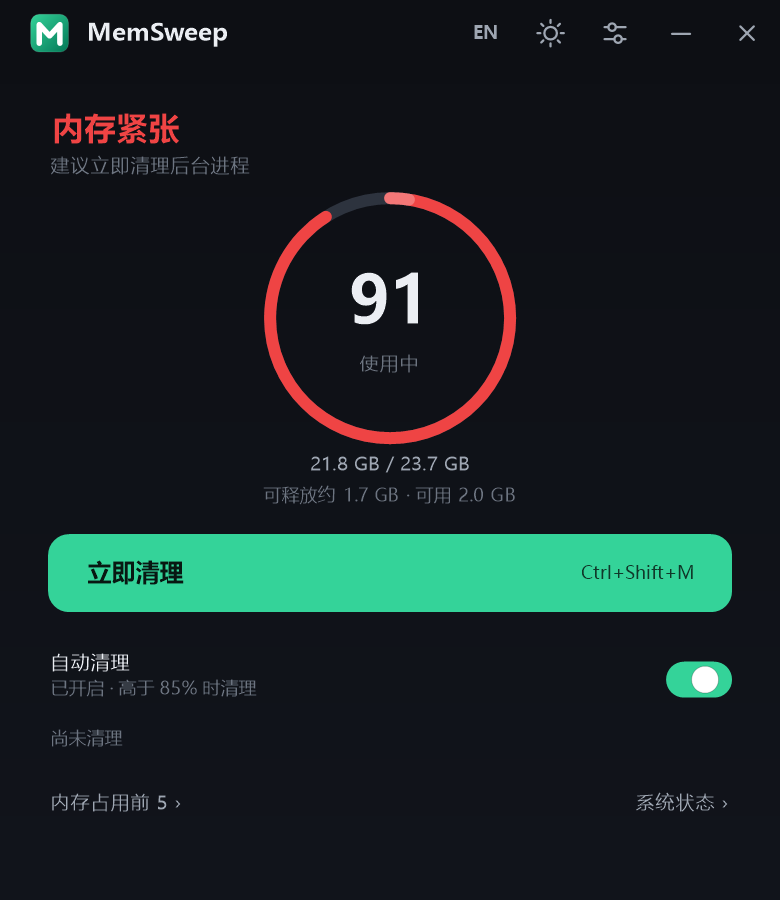 MemSweep
EN
内存紧张
建议立即清理后台进程
91
使用中
21.8 GB / 23.7 GB
可释放约 1.7 GB · 可用 2.0 GB
立即清理 Ctrl+Shift+M
自动清理
已开启 · 高于 85% 时清理
尚未清理
内存占用前 5 › 系统状态 ›